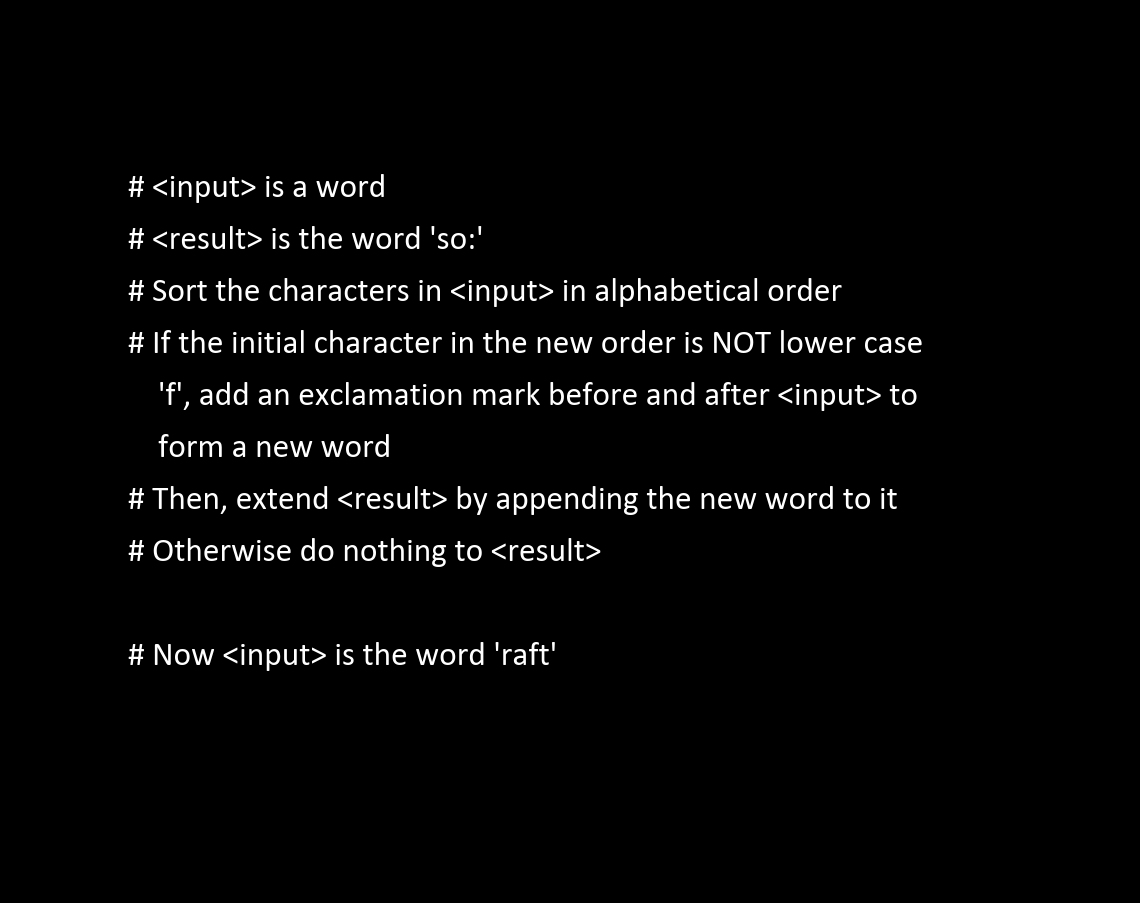 # <input> is a word
# <result> is the word 'so:'
# Sort the characters in <input> in alphabetical order
# If the initial character in the new order is NOT lower case
'f', add an exclamation mark before and after <input> to
form a new word
# Then, extend <result> by appending the new word to it
# Otherwise do nothing to <result>
# Now <input> is the word 'raft'